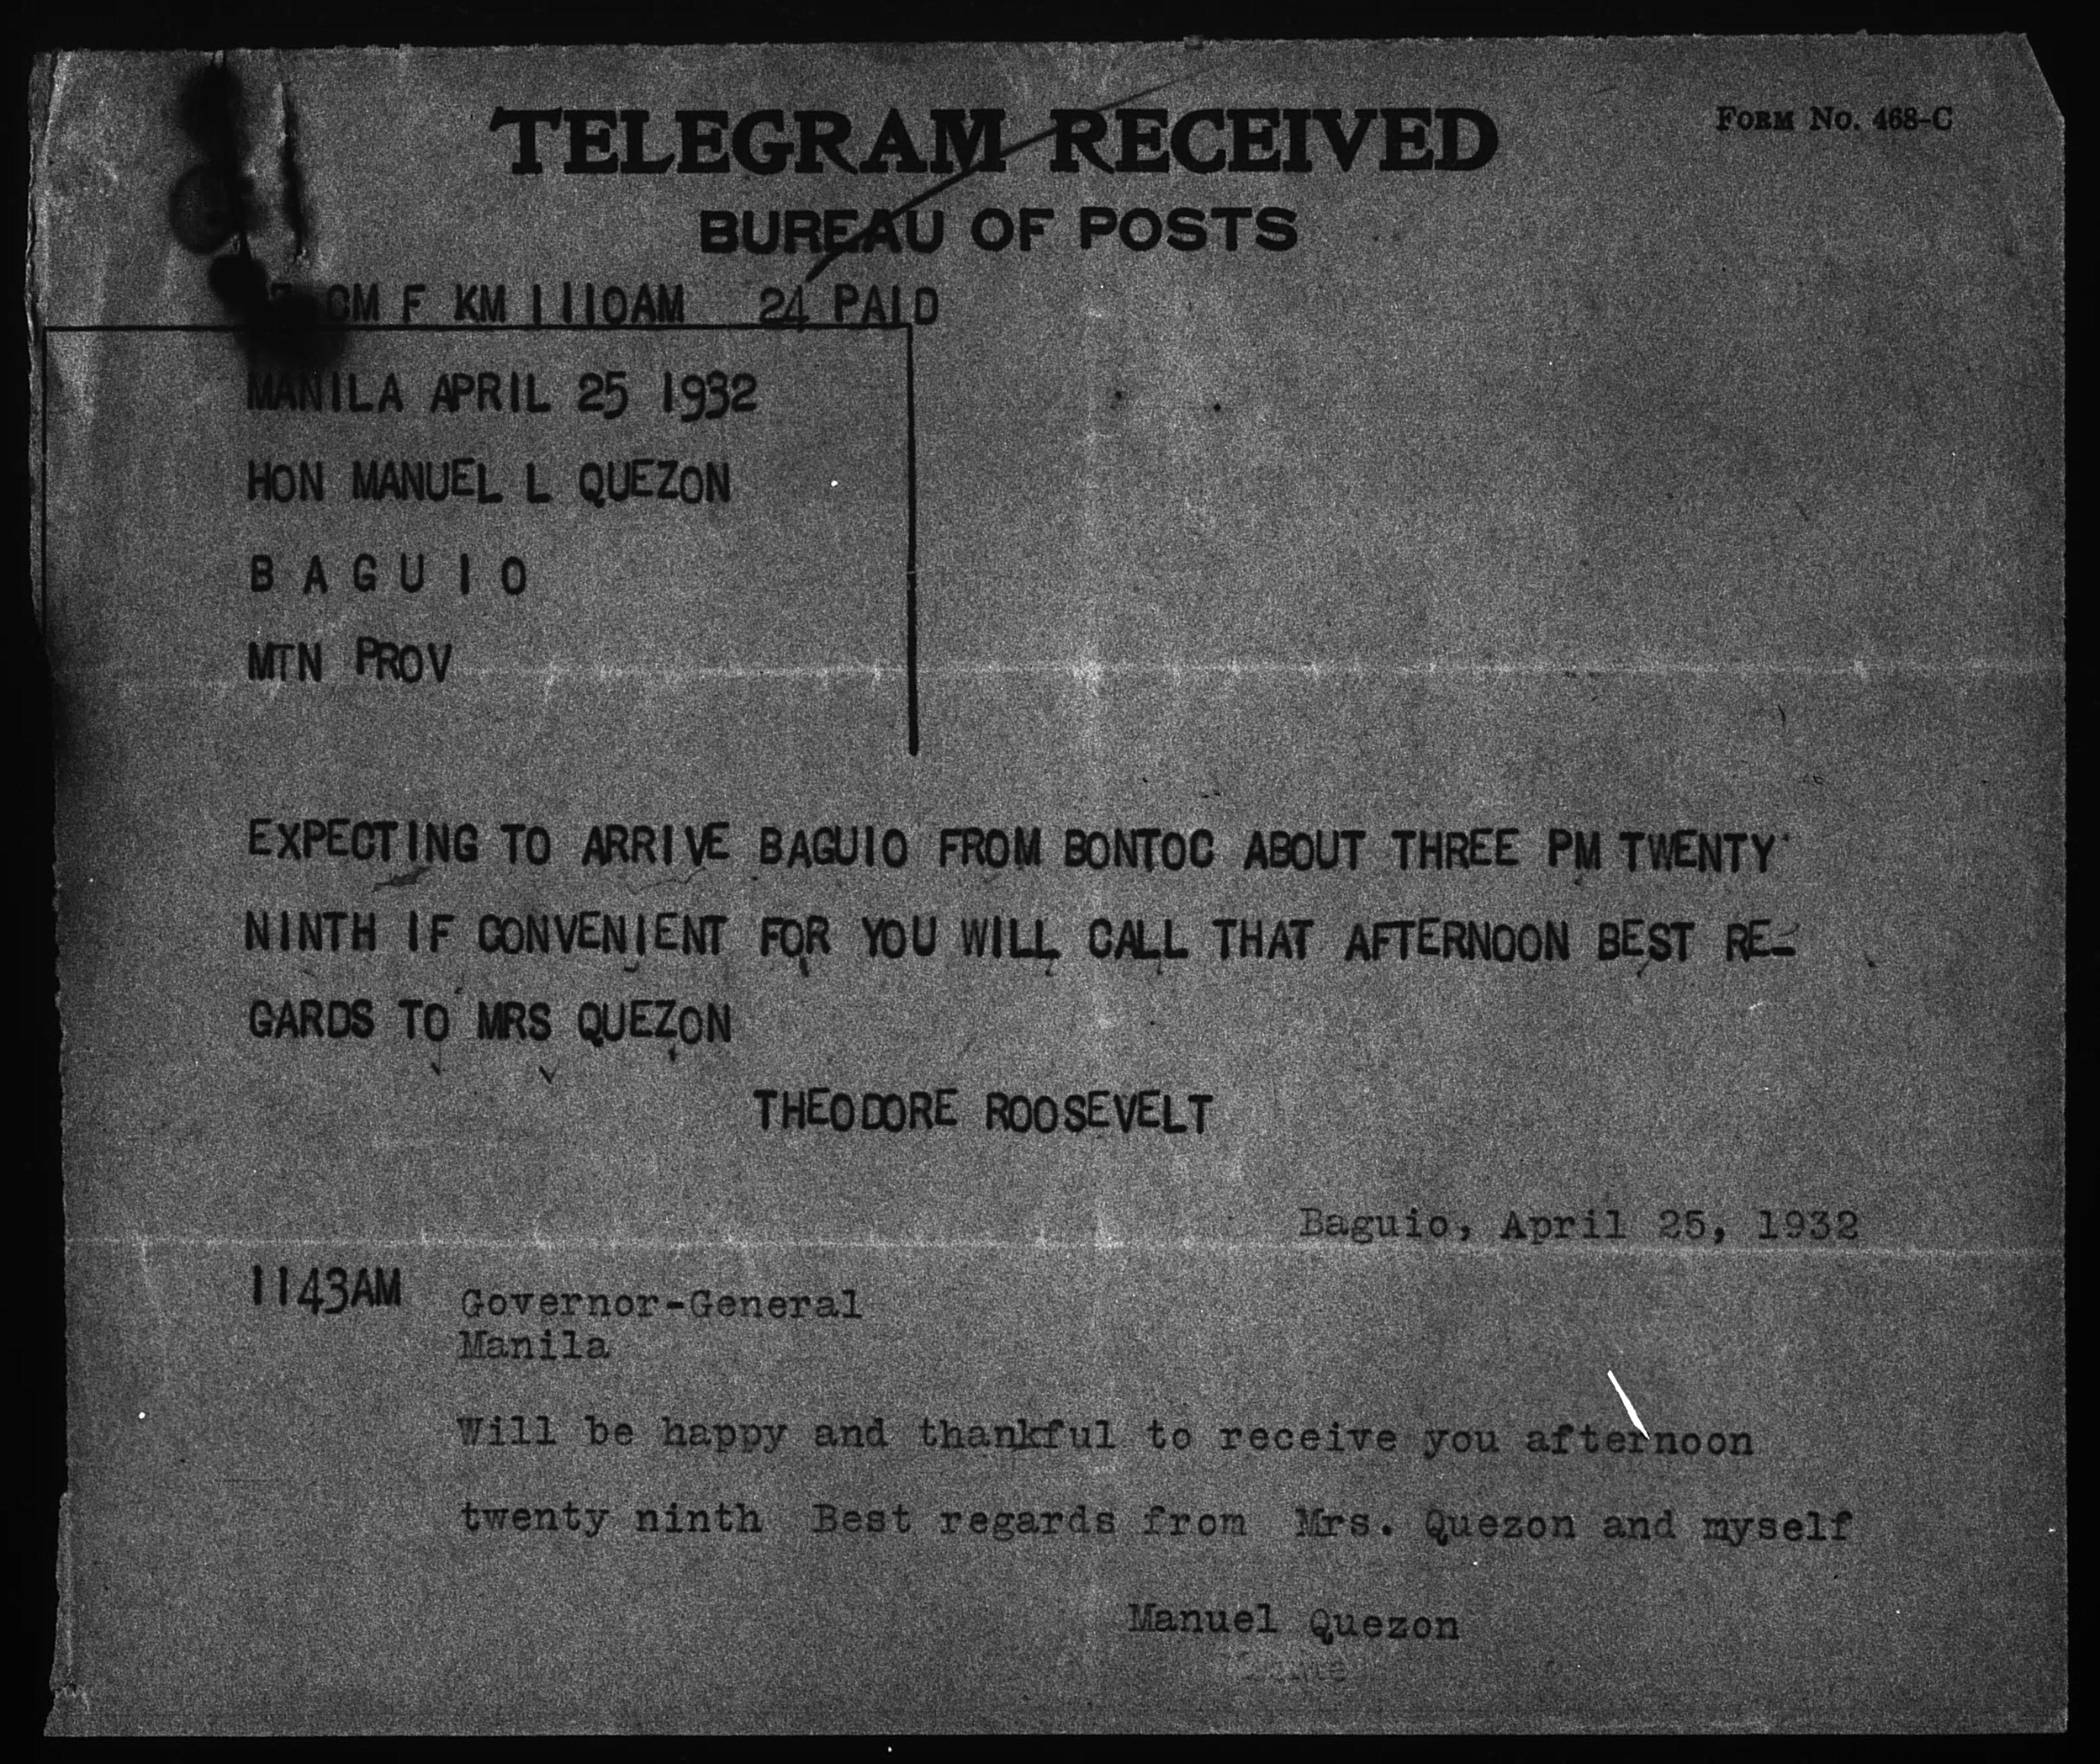 FORM NO. 468-C
TELEGRAM RECEIVED
BUREAU OF POSTS
CM F KM 1110AM 24 PAID
MANILA APRIL 25 1932
HON MANUEL L QUEZON
B A G U I O
MTN PROV
EXPECTING TO ARRIVE BAGUIO FROM BONTOC ABOUT THREE PM TWENTY
NINTH IF CONVENIENT FOR YOU WILL CALL THAT AFTERNOON BEST RE-
GARDS TO MRS QUEZON
THEODORE ROOSEVELT
Baguio, April 25, 1932
1143AM
Governor-General
Manila
Will be happy and thankful to receive you afternoon
twenty ninth Best regards from Mrs. Quezon and myself
Manuel Quezon